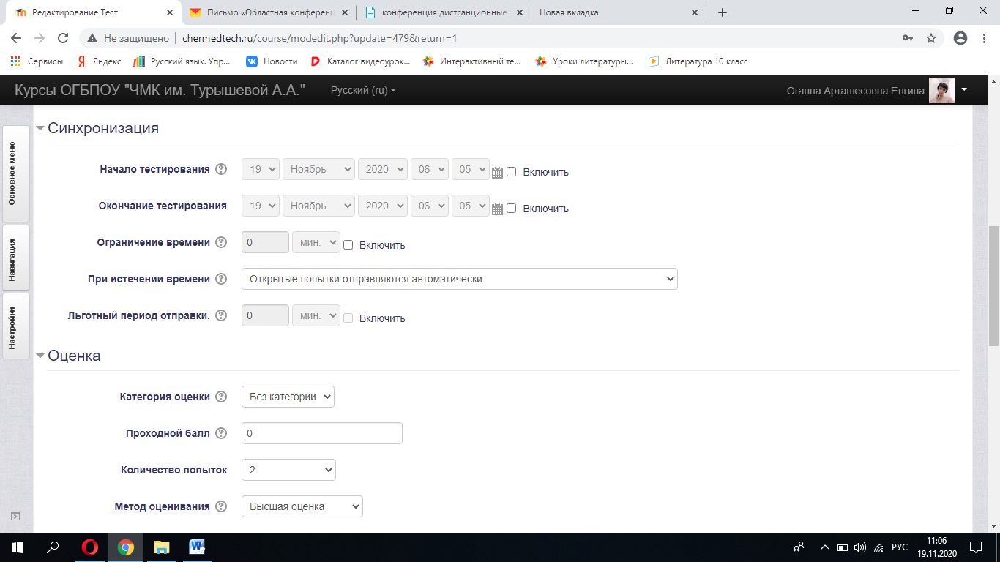 Редактирование Тест
Письмо «Областная конференц
конференция дистсанционные
Новая вкладка
Не защищено
chermedtech.ru/course/modedit.php?update=479&return=1
Сервисы
Яндекс
Русский язык. Упр...
Новости
Каталог видеоурок...
Интерактивный те...
Уроки литературы...
Литература 10 класс
Курсы ОГБПОУ "ЧМК им. Турышевой А.А."
Русский (ru)
Оганна Арташесовна Елгина
Основное меню
Навигация
Настройки
Синхронизация
Начало тестирования 19 Ноябрь 2020 06 05 Включить
Окончание тестирования 19 Ноябрь 2020 06 05 Включить
Ограничение времени 0 мин. Включить
При истечении времени Открытые попытки отправляются автоматически
Льготный период отправки. 0 мин. Включить
Оценка
Категория оценки Без категории
Проходной балл 0
Количество попыток 2
Метод оценивания Высшая оценка
РУС
11:06
19.11.2020